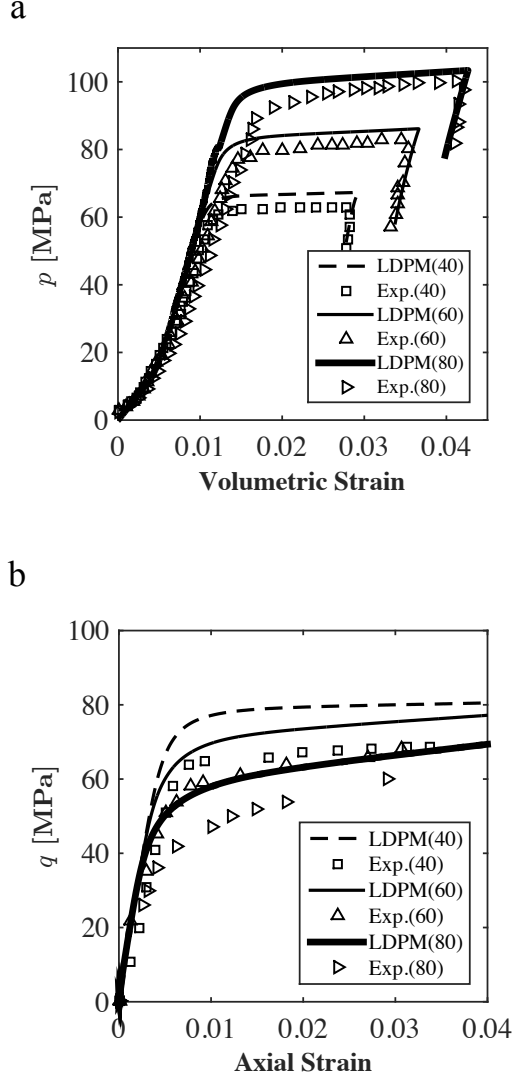 a
100
80
60
40
20
0
p [MPa]
LDPM(40)
Exp.(40)
LDPM(60)
Exp.(60)
LDPM(80)
Exp.(80)
0 0.01 0.02 0.03 0.04
Volumetric Strain
b
100
80
60
40
20
0
q [MPa]
LDPM(40)
Exp.(40)
LDPM(60)
Exp.(60)
LDPM(80)
Exp.(80)
0 0.01 0.02 0.03 0.04
Axial Strain